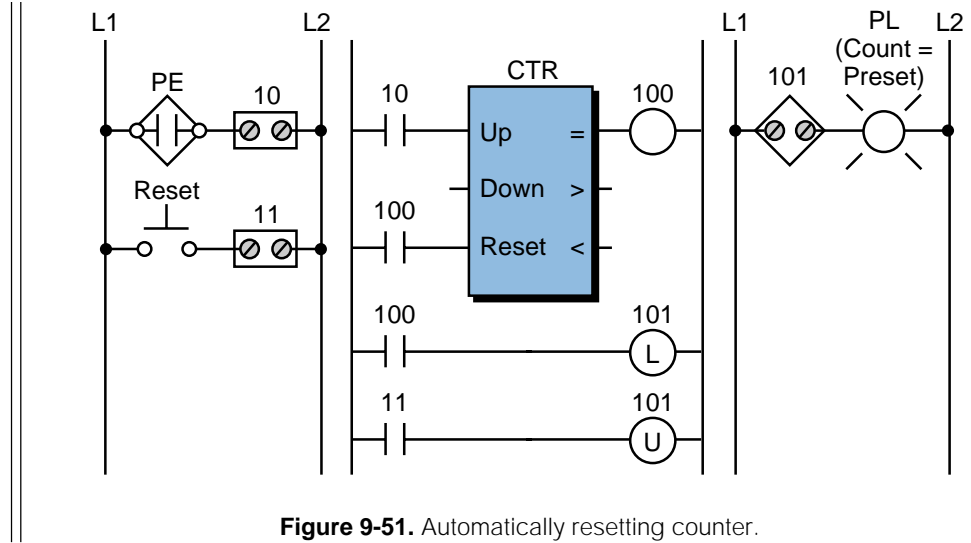 L1 L2 L1 PL L2
(Count =
Preset)
PE 10 10 CTR 100 101
Up =
Down >
Reset 11 100 Reset <
100 101
L
11 101
U
Figure 9-51. Automatically resetting counter.